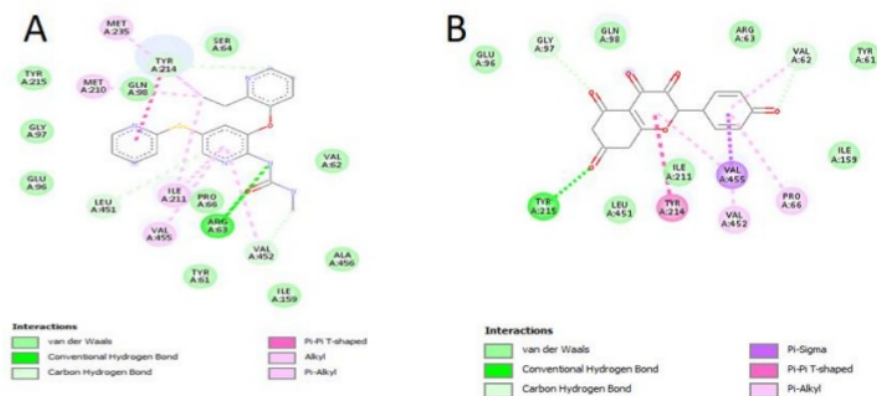 A
MET
A:235
SER
A:64
TYR
A:214
TYR
A:215
MET
A:210
GLN
A:98
GLY
A:97
VAL
A:62
GLU
A:96
LEU
A:451
ILE
A:211
PRO
A:66
ARG
A:63
VAL
A:455
VAL
A:452
ALA
A:456
TYR
A:61
ILE
A:159
Interactions
van der Waals
Conventional Hydrogen Bond
Carbon Hydrogen Bond
Pi-Pi T-shaped
Alkyl
Pi-Alkyl
B
GLU
A:96
GLY
A:97
GLN
A:98
ARG
A:63
VAL
A:62
TYR
A:61
ILE
A:159
ILE
A:211
VAL
A:455
TYR
A:215
LEU
A:451
TYR
A:214
VAL
A:452
PRO
A:66
Interactions
van der Waals
Conventional Hydrogen Bond
Carbon Hydrogen Bond
Pi-Sigma
Pi-Pi T-shaped
Pi-Alkyl